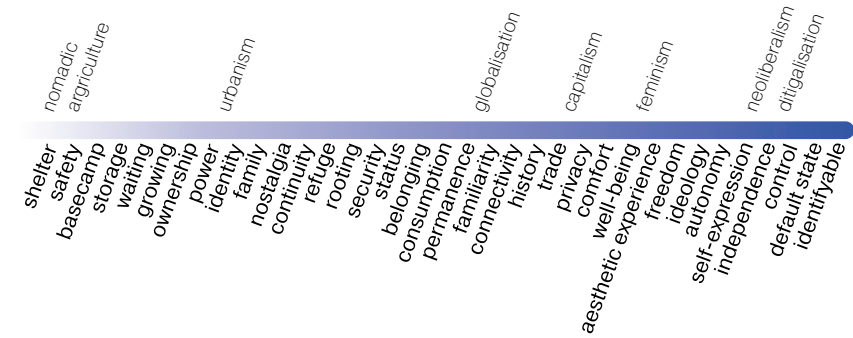 nomadic
argriculture
urbanism
globalisation
capitalism
feminism
neoliberalism
ditigalisation
shelter
safety
basecamp
storage
waiting
growing
ownership
power
identity
family
nostalgia
continuity
refuge
rooting
security
status
belonging
consumption
permanence
familiarity
connectivity
history
trade
privacy
comfort
well-being
aesthetic experience
freedom
ideology
autonomy
self-expression
independence
control
default state
identifyable